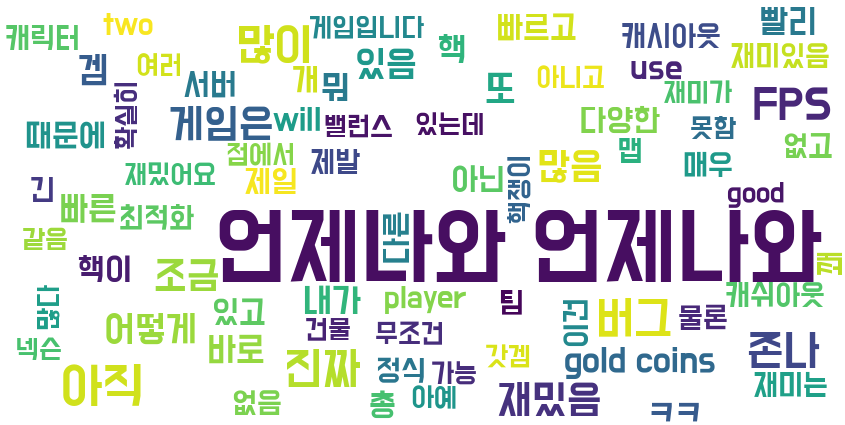 캐릭터
two
많이
게임입니다
빠르고
캐시아웃
빨리
겜
여러
있음
핵
재미있음
서버
개
뭐
또
아니고
use
재미가
FPS
때문에
확실히
게임은
will
밸런스
있는데
다양한
못함
없고
점에서
맵
재밌어요
제일
제발
아닌
핵쟁이
많음
매우
긴
빠른
최적화
good
언제나와 언제나와
다른
같음
핵이
조금
겜
많다
있고
내가
player
팀
이건
버그
물론
캐쉬아웃
넥슨
어떻게
바로
건물
무조건
갓겜
gold coins
존나
아직
진짜
정식
가능
재밌음
재미는
없음
총
아예
ㅋㅋ